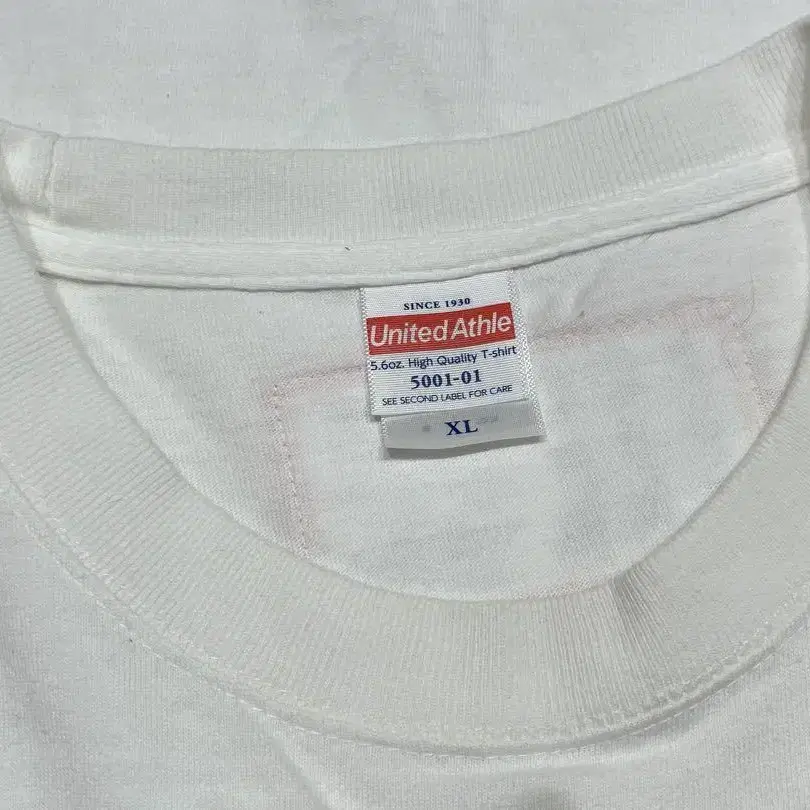 SINCE 1930
United Athle
5.6oz. High Quality T-shirt
5001-01
SEE SECOND LABEL FOR CARE
XL